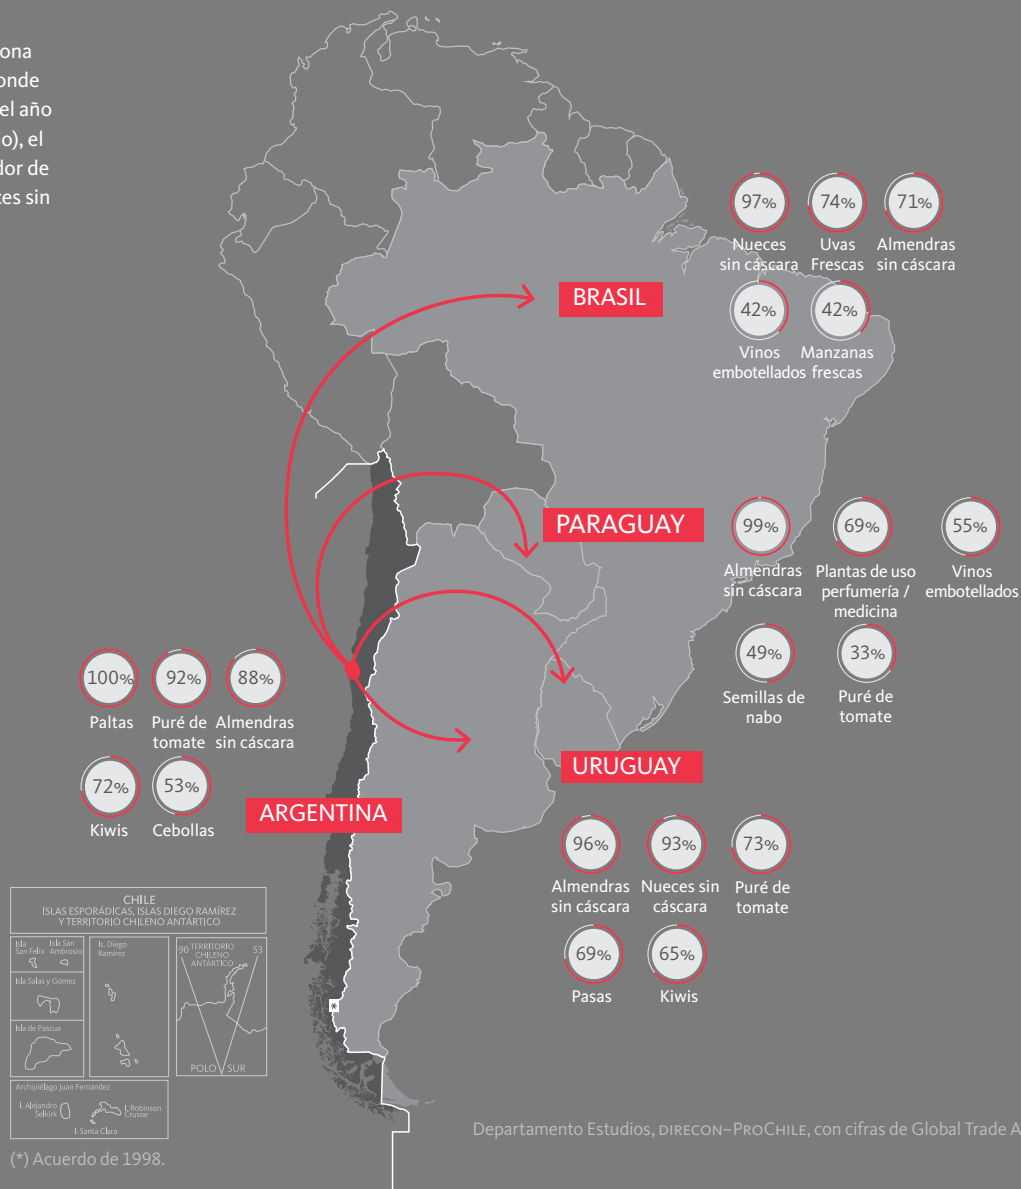 ona
onde
el año
o), el
dor de
ces sin
97%
74%
71%
Nueces
sin cáscara
Uvas
Frescas
Almendras
sin cáscara
BRASIL
42%
42%
Vinos
embotellados
Manzanas
frescas
PARAGUAY
99%
69%
55%
Almendras
sin cáscara
Plantas de uso
perfumería /
medicina
Vinos
embotellados
49%
33%
Semillas de
nabo
Puré de
tomate
100%
92%
88%
Paltas
Puré de
tomate
Almendras
sin cáscara
72%
53%
Kiwis
Cebollas
ARGENTINA
URUGUAY
96%
93%
73%
Almendras
sin cáscara
Nueces sin
cáscara
Puré de
tomate
69%
65%
Pasas
Kiwis
CHILE
ISLAS ESPORÁDICAS, ISLAS DIEGO RAMÍREZ
Y TERRITORIO CHILENO ANTÁRTICO
Isla
San Felix
Isla San
Ambrosio
Isla Salas y Gómez
Isla de Pascua
Is. Diego
Ramírez
90
TERRITORIO
CHILENO
ANTÁRTICO
53
POLO SUR
Archipiélago Juan Fernández
I. Alejandro
Selkirk
I. Robinson
Crusoe
I. Santa Clara
*
(*) Acuerdo de 1998.
Departamento Estudios, DIRECON–PROCHILE, con cifras de Global Trade A